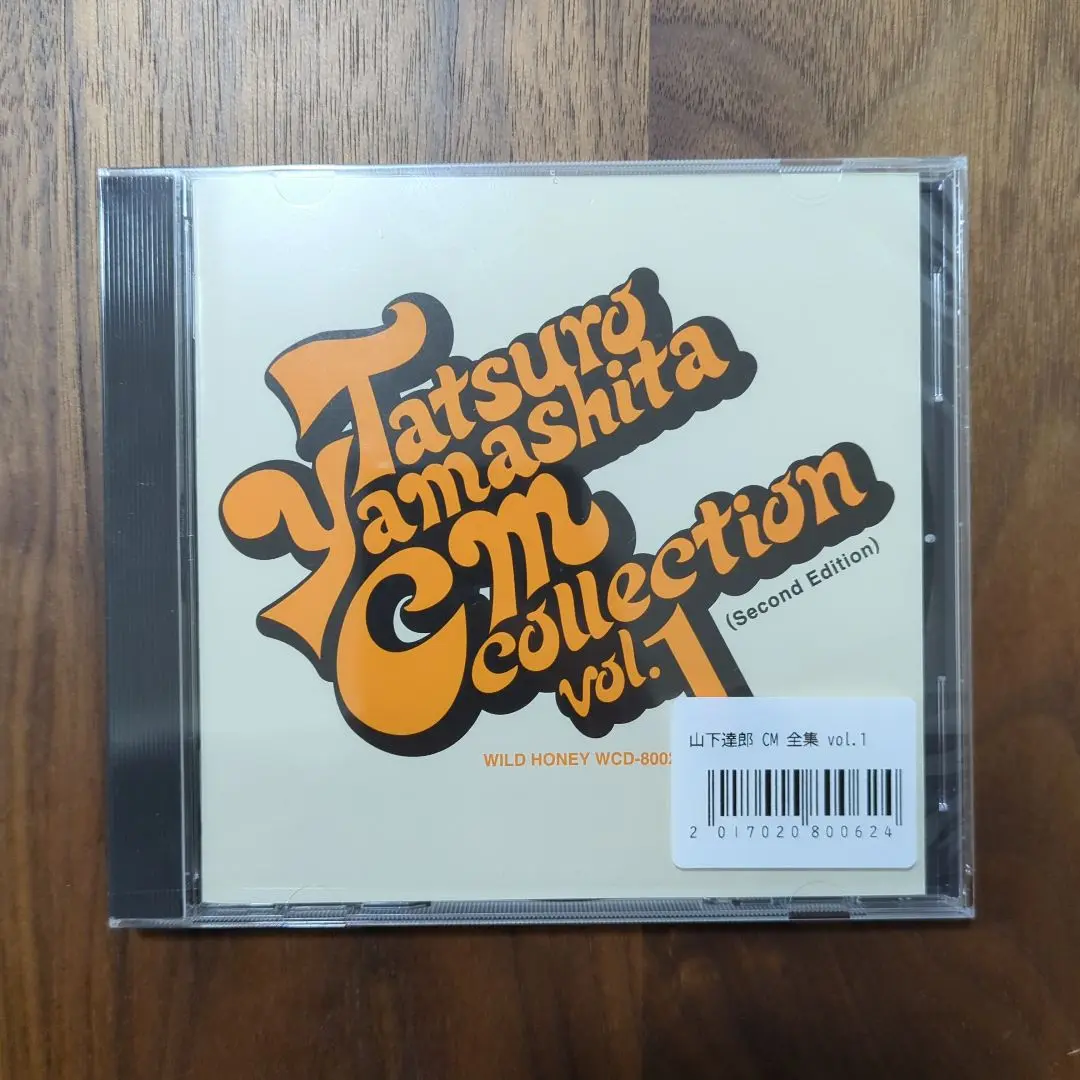 Tatsuro
Yamashita
CM
Collection
vol.1
(Second Edition)
WILD HONEY WCD-8002
山下達郎 CM 全集 vol.1
2 017020 800624